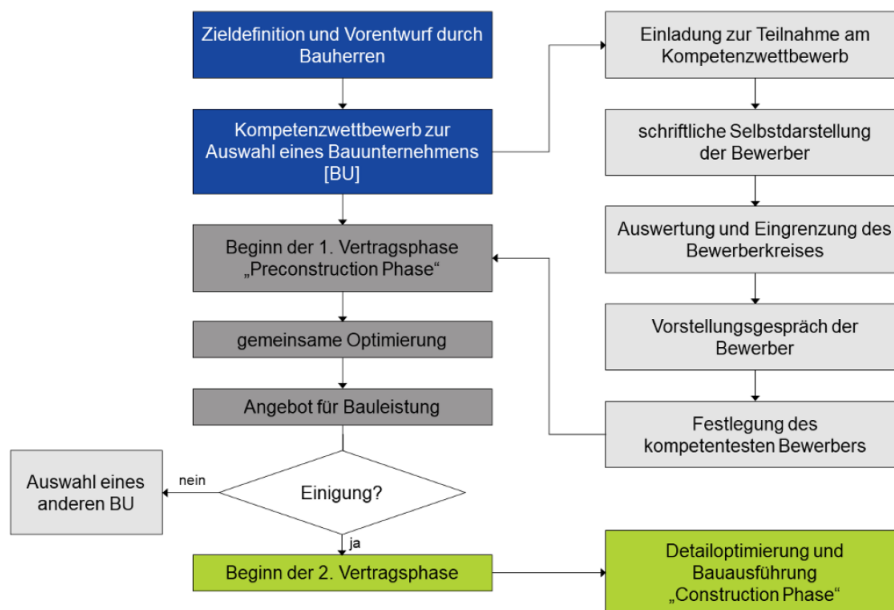 Zieldefinition und Vorentwurf durch
Bauherren
Kompetenzwettbewerb zur
Auswahl eines Bauunternehmens
[BU]
Beginn der 1. Vertragsphase
„Preconstruction Phase“
gemeinsame Optimierung
Angebot für Bauleistung
Einigung?
nein
Auswahl eines
anderen BU
ja
Beginn der 2. Vertragsphase
Einladung zur Teilnahme am
Kompetenzwettbewerb
schriftliche Selbstdarstellung
der Bewerber
Auswertung und Eingrenzung des
Bewerberkreises
Vorstellungsgespräch der
Bewerber
Festlegung des
kompetentesten Bewerbers
Detailoptimierung und
Bauausführung
„Construction Phase“